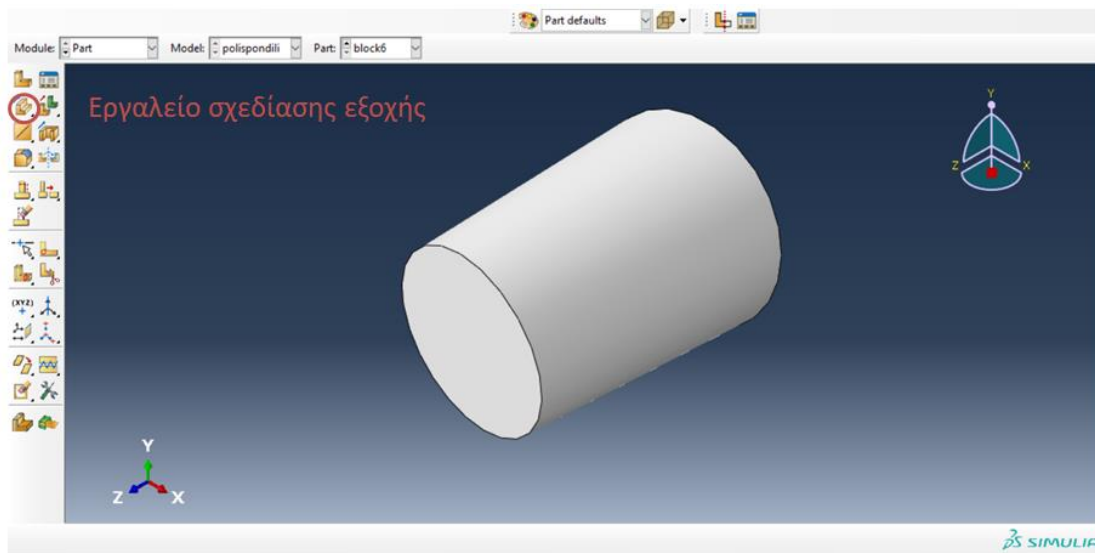 Part defaults
Module: Part Model: polispondili Part: block6
Εργαλείο σχεδίασης εξοχής
Y
Z X
(XYZ)
Y
Z X
SIMULIA